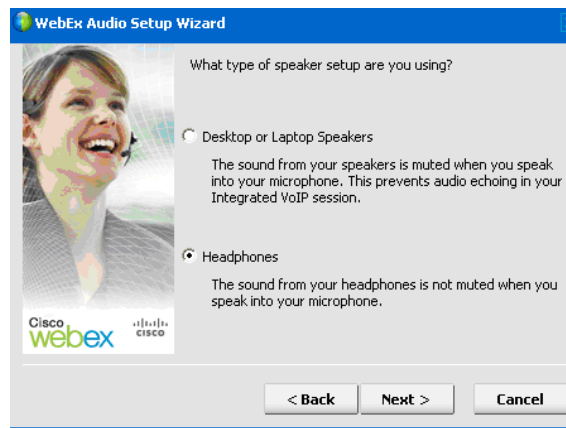 WebEx Audio Setup Wizard
What type of speaker setup are you using?
Desktop or Laptop Speakers
The sound from your speakers is muted when you speak
into your microphone. This prevents audio echoing in your
Integrated VoIP session.
Headphones
The sound from your headphones is not muted when you
speak into your microphone.
Cisco
webex
cisco
< Back
Next >
Cancel